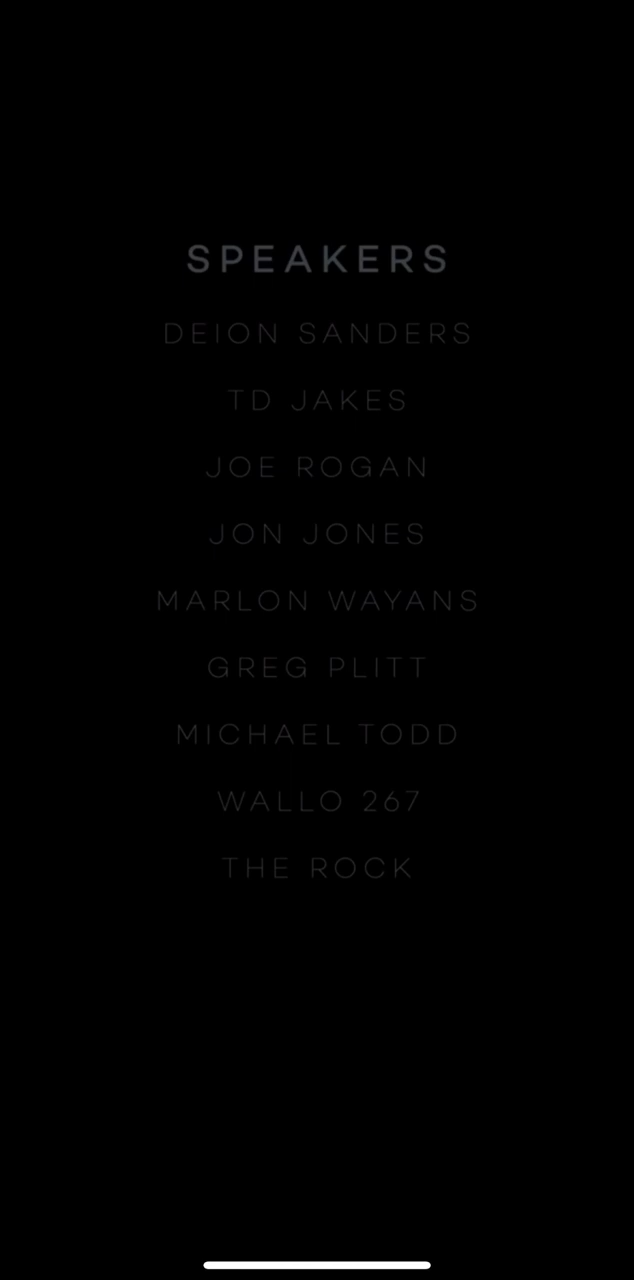 SPEAKERS
DEION SANDERS
TD JAKES
JOE ROGAN
JON JONES
MARLON WAYANS
GREG PLITT
MICHAEL TODD
WALLO 267
THE ROCK